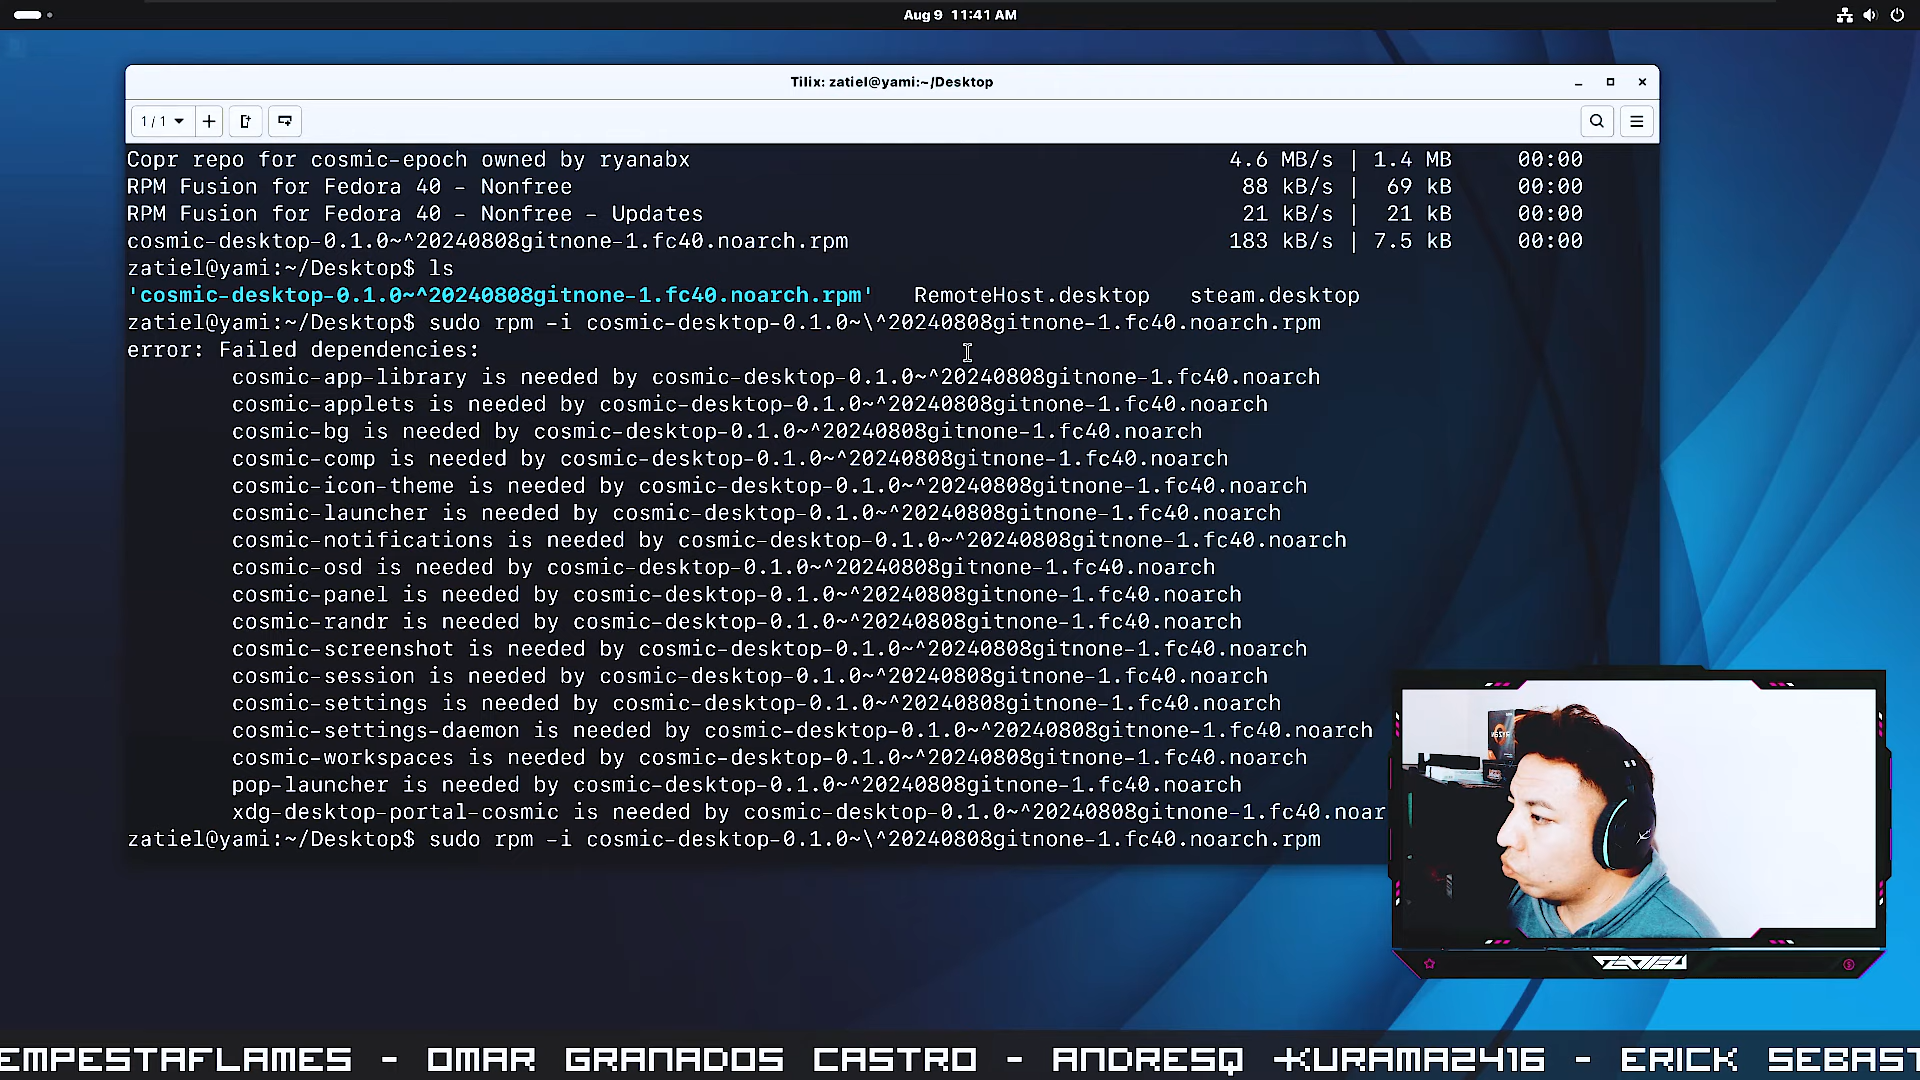 Aug 9 11:41 AM
Tilix: zatiel@yami:~/Desktop
1 / 1
Copr repo for cosmic-epoch owned by ryanabx 4.6 MB/s | 1.4 MB 00:00
RPM Fusion for Fedora 40 - Nonfree 88 kB/s | 69 kB 00:00
RPM Fusion for Fedora 40 - Nonfree - Updates 21 kB/s | 21 kB 00:00
cosmic-desktop-0.1.0~^20240808gitnone-1.fc40.noarch.rpm 183 kB/s | 7.5 kB 00:00
zatiel@yami:~/Desktop$ ls
'cosmic-desktop-0.1.0~^20240808gitnone-1.fc40.noarch.rpm' RemoteHost.desktop steam.desktop
zatiel@yami:~/Desktop$ sudo rpm -i cosmic-desktop-0.1.0~\^20240808gitnone-1.fc40.noarch.rpm
error: Failed dependencies:
cosmic-app-library is needed by cosmic-desktop-0.1.0~^20240808gitnone-1.fc40.noarch
cosmic-applets is needed by cosmic-desktop-0.1.0~^20240808gitnone-1.fc40.noarch
cosmic-bg is needed by cosmic-desktop-0.1.0~^20240808gitnone-1.fc40.noarch
cosmic-comp is needed by cosmic-desktop-0.1.0~^20240808gitnone-1.fc40.noarch
cosmic-icon-theme is needed by cosmic-desktop-0.1.0~^20240808gitnone-1.fc40.noarch
cosmic-launcher is needed by cosmic-desktop-0.1.0~^20240808gitnone-1.fc40.noarch
cosmic-notifications is needed by cosmic-desktop-0.1.0~^20240808gitnone-1.fc40.noarch
cosmic-osd is needed by cosmic-desktop-0.1.0~^20240808gitnone-1.fc40.noarch
cosmic-panel is needed by cosmic-desktop-0.1.0~^20240808gitnone-1.fc40.noarch
cosmic-randr is needed by cosmic-desktop-0.1.0~^20240808gitnone-1.fc40.noarch
cosmic-screenshot is needed by cosmic-desktop-0.1.0~^20240808gitnone-1.fc40.noarch
cosmic-session is needed by cosmic-desktop-0.1.0~^20240808gitnone-1.fc40.noarch
cosmic-settings is needed by cosmic-desktop-0.1.0~^20240808gitnone-1.fc40.noarch
cosmic-settings-daemon is needed by cosmic-desktop-0.1.0~^20240808gitnone-1.fc40.noarch
cosmic-workspaces is needed by cosmic-desktop-0.1.0~^20240808gitnone-1.fc40.noarch
pop-launcher is needed by cosmic-desktop-0.1.0~^20240808gitnone-1.fc40.noarch
xdg-desktop-portal-cosmic is needed by cosmic-desktop-0.1.0~^20240808gitnone-1.fc40.noar
zatiel@yami:~/Desktop$ sudo rpm -i cosmic-desktop-0.1.0~\^20240808gitnone-1.fc40.noarch.rpm
EMPESTAFLAMES - OMAR GRANADOS CASTRO - ANDRESQ +KURAMA2416 - ERICK SEBAST